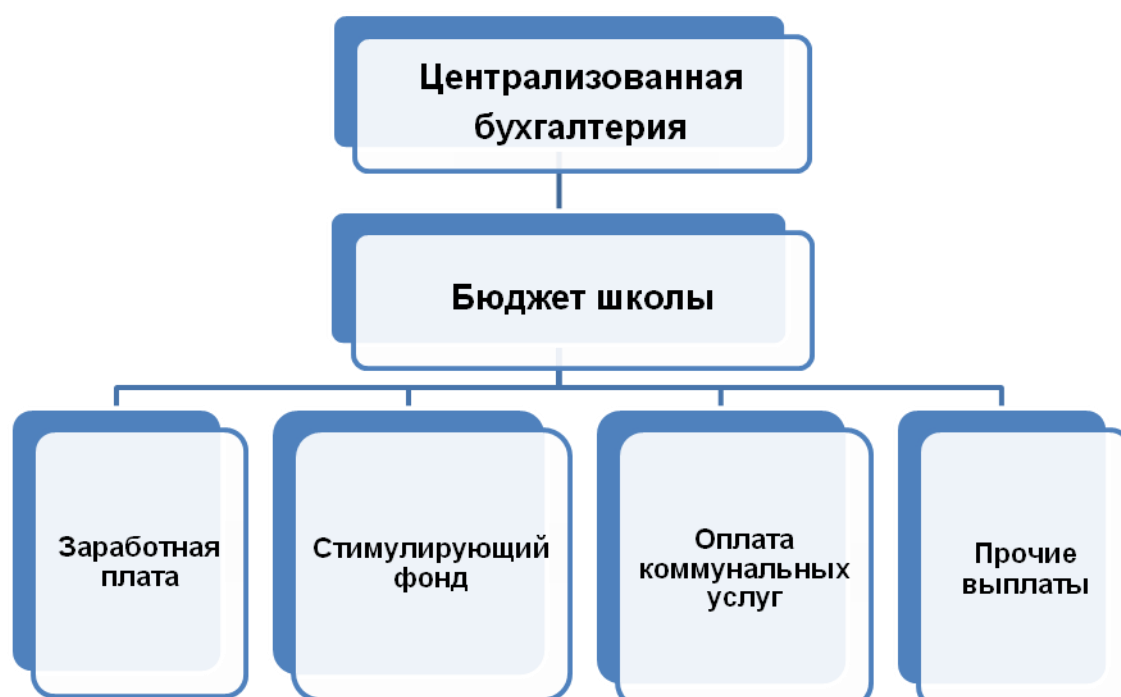 Централизованная
бухгалтерия
Бюджет школы
Заработная
плата
Стимулирующий
фонд
Оплата
коммунальных
услуг
Прочие
выплаты